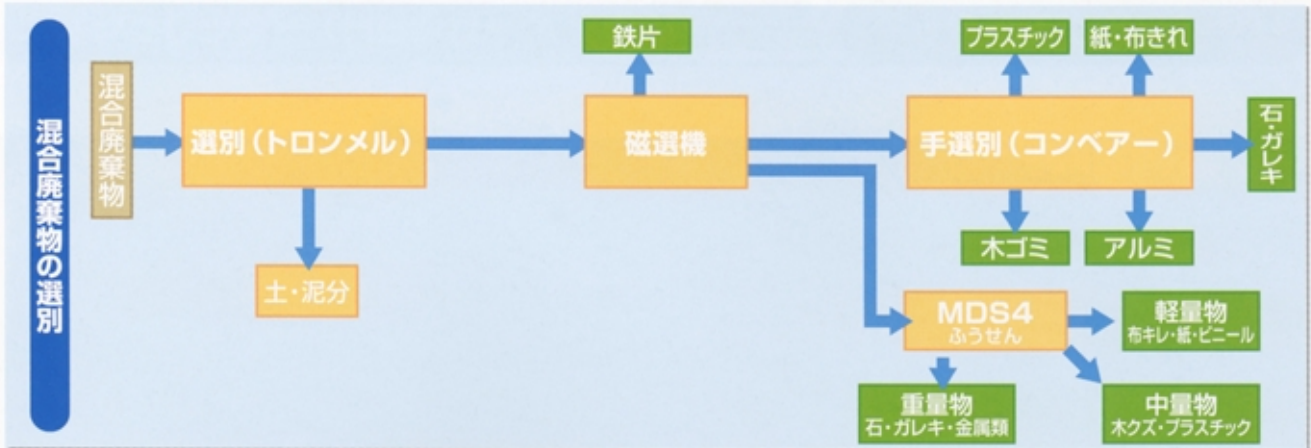 混合廃棄物の選別
混合廃棄物
選別(トロンメル)
土・泥分
鉄片
磁選機
プラスチック
紙・布きれ
手選別(コンベアー)
石・ガレキ
木ゴミ
アルミ
MDS4
ふうせん
軽量物
布キレ・紙・ビニール
重量物
石・ガレキ・金属類
中量物
木クズ・プラスチック